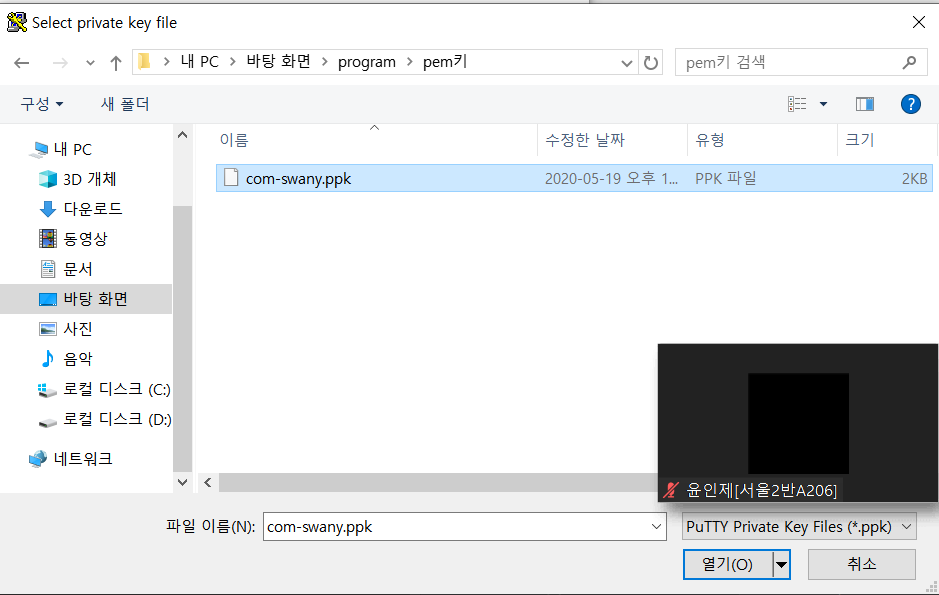 Select private key file
내 PC > 바탕 화면 > program > pem키
pem키 검색
구성
새 폴더
?
이름
수정한 날짜
유형
크기
내 PC
3D 개체
다운로드
동영상
문서
바탕 화면
사진
음악
로컬 디스크 (C:)
로컬 디스크 (D:)
네트워크
com-swany.ppk
2020-05-19 오후 1...
PPK 파일
2KB
윤인제[서울2반A206]
파일 이름(N):
com-swany.ppk
PuTTY Private Key Files (*.ppk)
열기(O)
취소